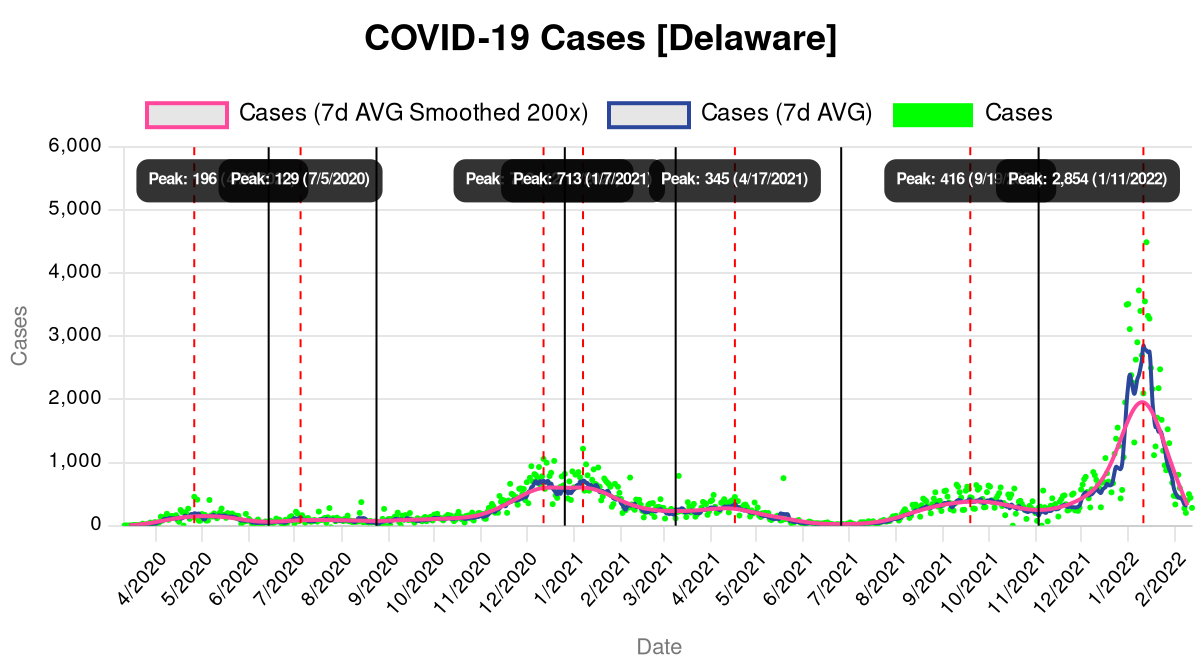 COVID-19 Cases [Delaware]
Cases (7d AVG Smoothed 200x)
Cases (7d AVG)
Cases
6,000
5,000
4,000
3,000
2,000
1,000
0
Cases
Peak: 196
Peak: 129 (7/5/2020)
Peak:
Peak: 713 (1/7/2021)
Peak: 345 (4/17/2021)
Peak: 416
Peak: 2,854 (1/11/2022)
4/2020
5/2020
6/2020
7/2020
8/2020
9/2020
10/2020
11/2020
12/2020
1/2021
2/2021
3/2021
4/2021
5/2021
6/2021
7/2021
8/2021
9/2021
10/2021
11/2021
12/2021
1/2022
2/2022
Date